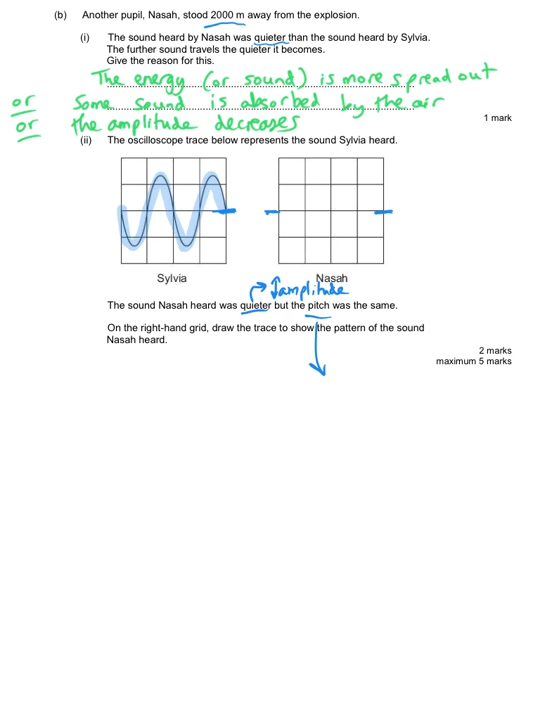 (b) Another pupil, Nasah, stood 2000 m away from the explosion.
(i) The sound heard by Nasah was quieter than the sound heard by Sylvia.
The further sound travels the quieter it becomes.
Give the reason for this.
The energy (or sound) is more spread out
or Some sound is absorbed by the air
or the amplitude decreases
1 mark
(ii) The oscilloscope trace below represents the sound Sylvia heard.
Sylvia Nasah
↓amplitude
The sound Nasah heard was quieter but the pitch was the same.
On the right-hand grid, draw the trace to show the pattern of the sound
Nasah heard.
2 marks
maximum 5 marks